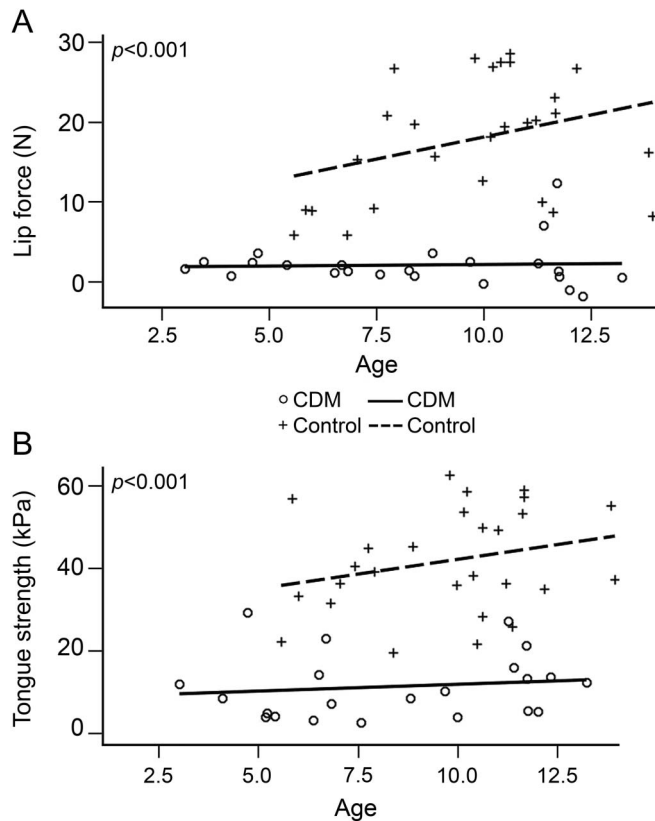 A
p<0.001
Lip force (N)
30
20
10
0
2.5 5.0 7.5 10.0 12.5
Age
CDM CDM
Control Control
B
p<0.001
Tongue strength (kPa)
60
40
20
0
2.5 5.0 7.5 10.0 12.5
Age